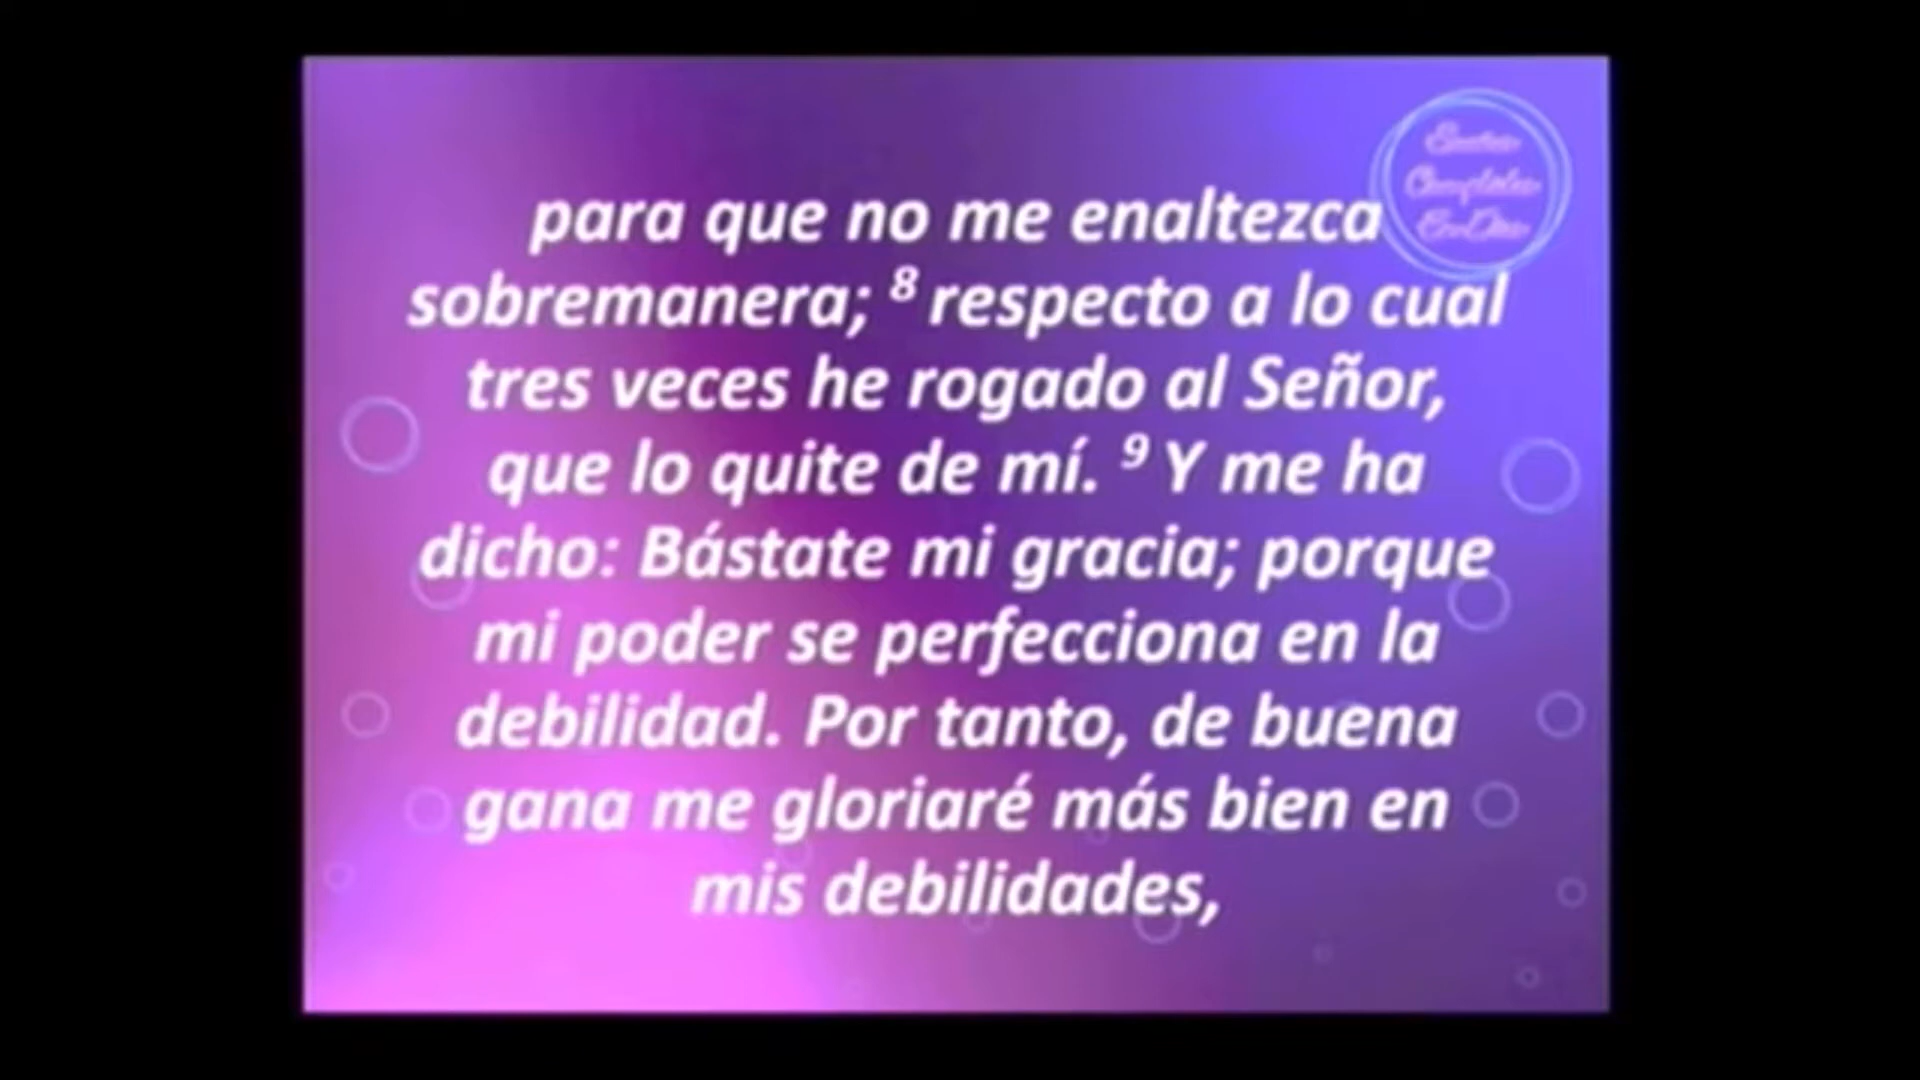 para que no me enaltezca
sobremanera; ⁸ respecto a lo cual
tres veces he rogado al Señor,
que lo quite de mí. ⁹ Y me ha
dicho: Bástate mi gracia; porque
mi poder se perfecciona en la
debilidad. Por tanto, de buena
gana me gloriaré más bien en
mis debilidades,